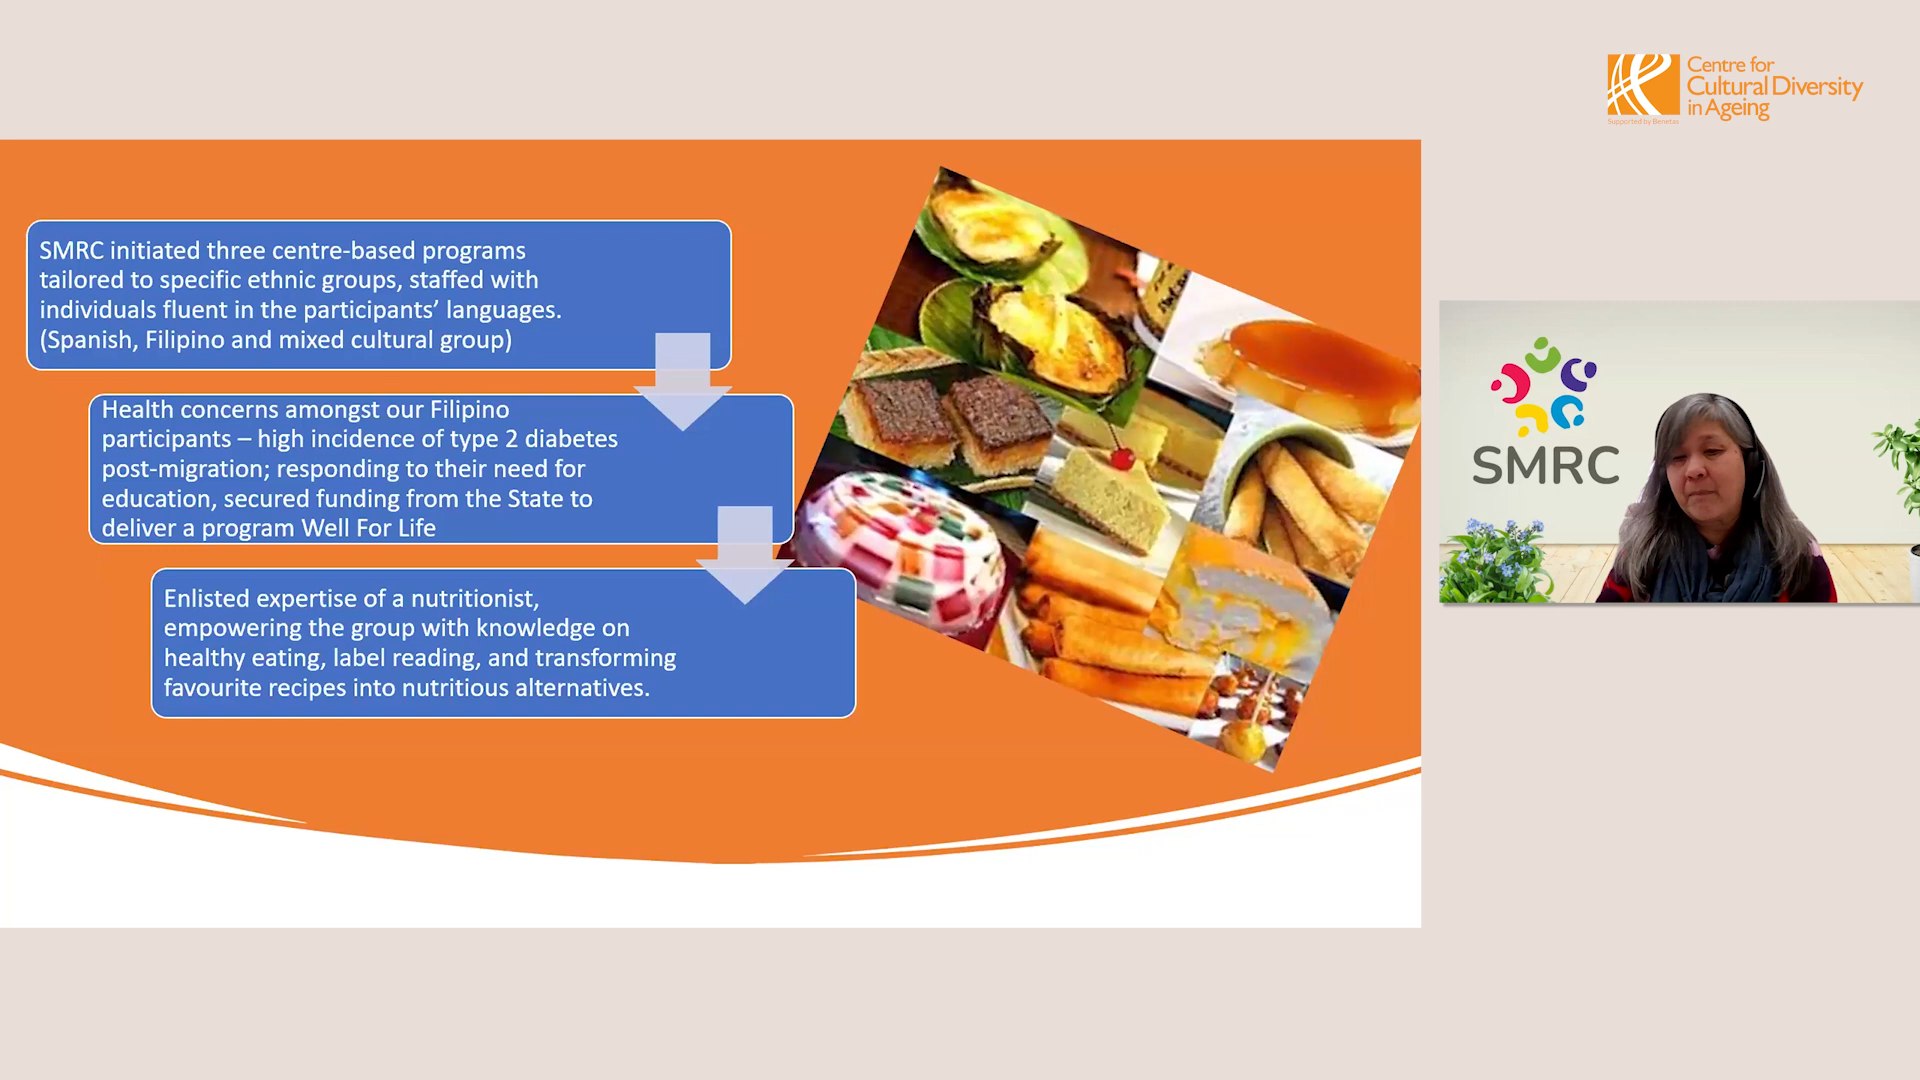 Centre for
Cultural Diversity
in Ageing
Supported by Benetas
SMRC initiated three centre-based programs
tailored to specific ethnic groups, staffed with
individuals fluent in the participants’ languages.
(Spanish, Filipino and mixed cultural group)
Health concerns amongst our Filipino
participants – high incidence of type 2 diabetes
post-migration; responding to their need for
education, secured funding from the State to
deliver a program Well For Life
Enlisted expertise of a nutritionist,
empowering the group with knowledge on
healthy eating, label reading, and transforming
favourite recipes into nutritious alternatives.
SMRC